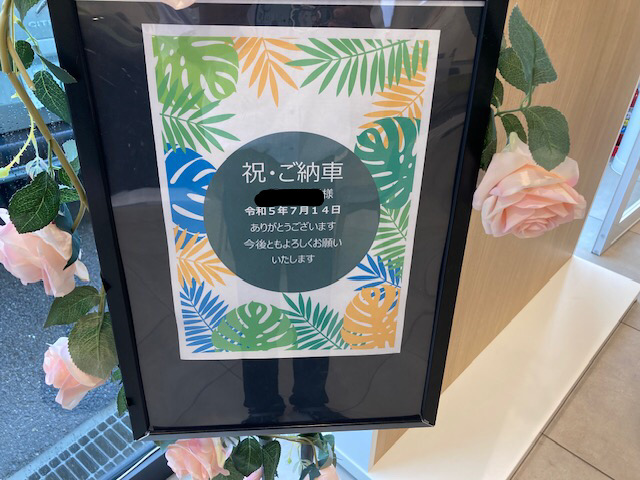 祝・ご納車
様
令和5年7月14日
ありがとうございます
今後ともよろしくお願い
いたします